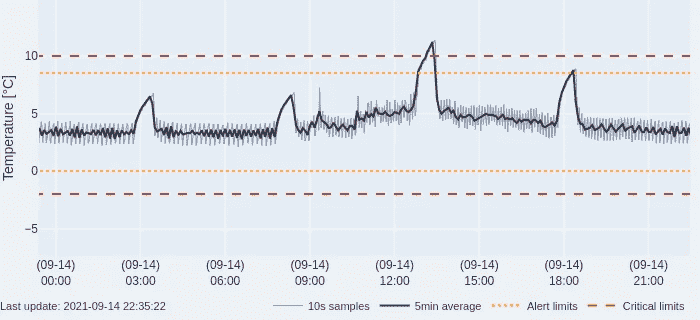 Temperature [°C]
10
5
0
−5
(09-14) (09-14) (09-14) (09-14) (09-14) (09-14) (09-14) (09-14)
00:00 03:00 06:00 09:00 12:00 15:00 18:00 21:00
Last update: 2021-09-14 22:35:22 10s samples 5min average Alert limits Critical limits